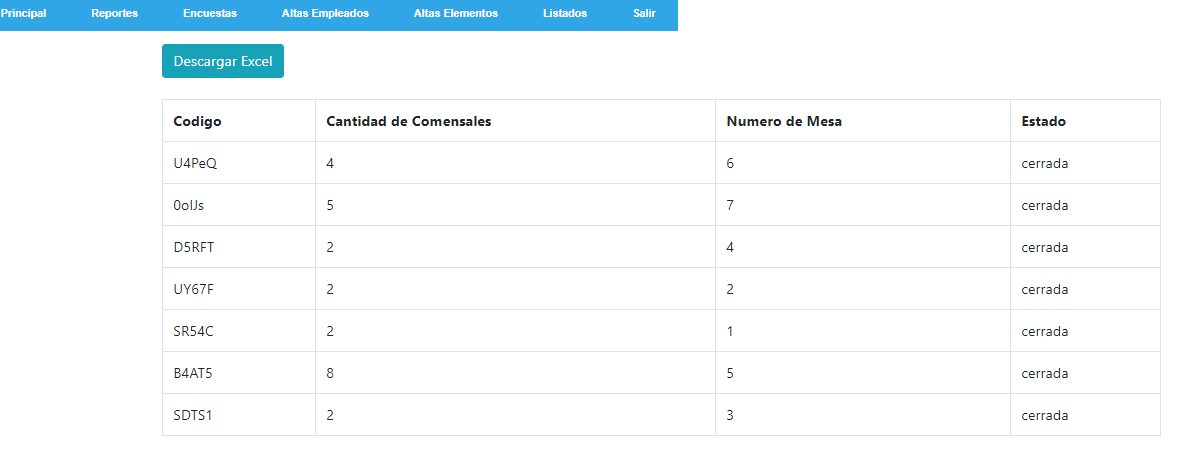 Principal Reportes Encuestas Altas Empleados Altas Elementos Listados Salir
Descargar Excel
Codigo Cantidad de Comensales Numero de Mesa Estado
U4PeQ 4 6 cerrada
0oIJs 5 7 cerrada
D5RFT 2 4 cerrada
UY67F 2 2 cerrada
SR54C 2 1 cerrada
B4AT5 8 5 cerrada
SDTS1 2 3 cerrada